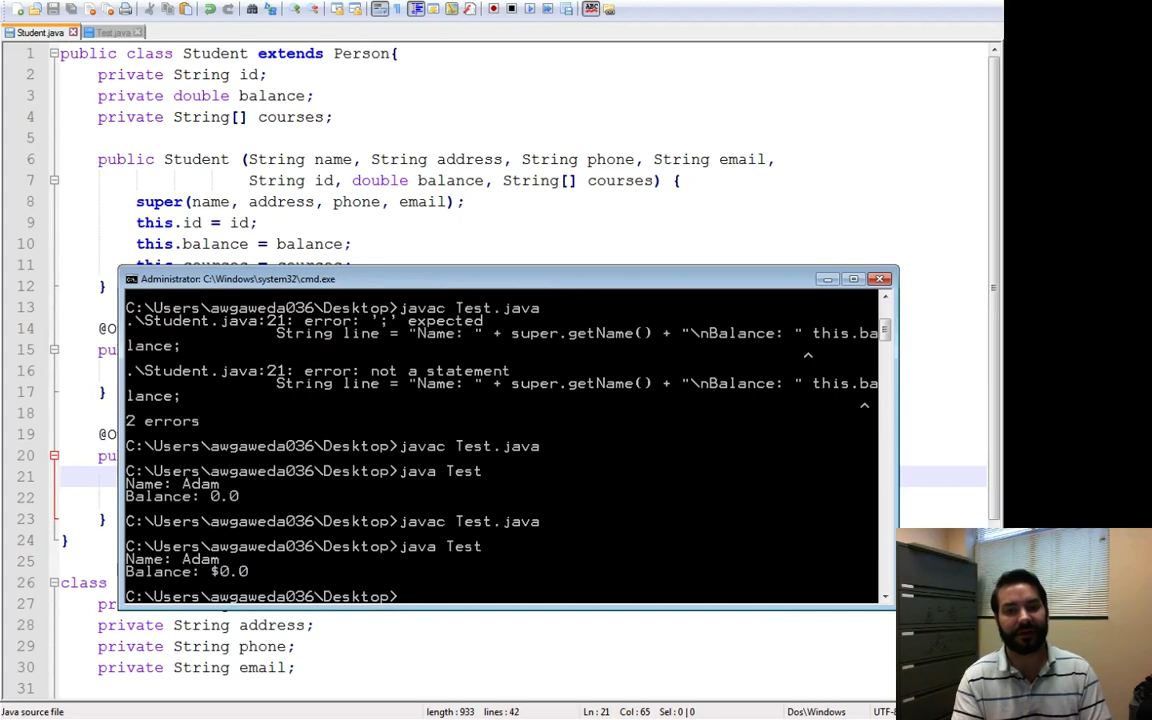 Student.java
Test.java
1 public class Student extends Person{
2 private String id;
3 private double balance;
4 private String[] courses;
5
6 public Student (String name, String address, String phone, String email,
7 String id, double balance, String[] courses) {
8 super(name, address, phone, email);
9 this.id = id;
10 this.balance = balance;
11 this.courses = courses;
12 }
13
14 @O
15 pu
16
17 }
18
19 @O
20 pu
21
22
23 }
24 }
25
26 class
27 pr
28 private String address;
29 private String phone;
30 private String email;
31
Administrator: C:\Windows\system32\cmd.exe
C:\Users\awgaweda036\Desktop>javac Test.java
.\Student.java:21: error: ';' expected
String line = "Name: " + super.getName() + "\nBalance: " this.ba
lance;
^
.\Student.java:21: error: not a statement
String line = "Name: " + super.getName() + "\nBalance: " this.ba
lance;
^
2 errors
C:\Users\awgaweda036\Desktop>javac Test.java
C:\Users\awgaweda036\Desktop>java Test
Name: Adam
Balance: 0.0
C:\Users\awgaweda036\Desktop>javac Test.java
C:\Users\awgaweda036\Desktop>java Test
Name: Adam
Balance: $0.0
C:\Users\awgaweda036\Desktop>
Java source file
length : 933 lines : 42
Ln : 21 Col : 65 Sel : 0 | 0
Dos\Windows
UTF-8